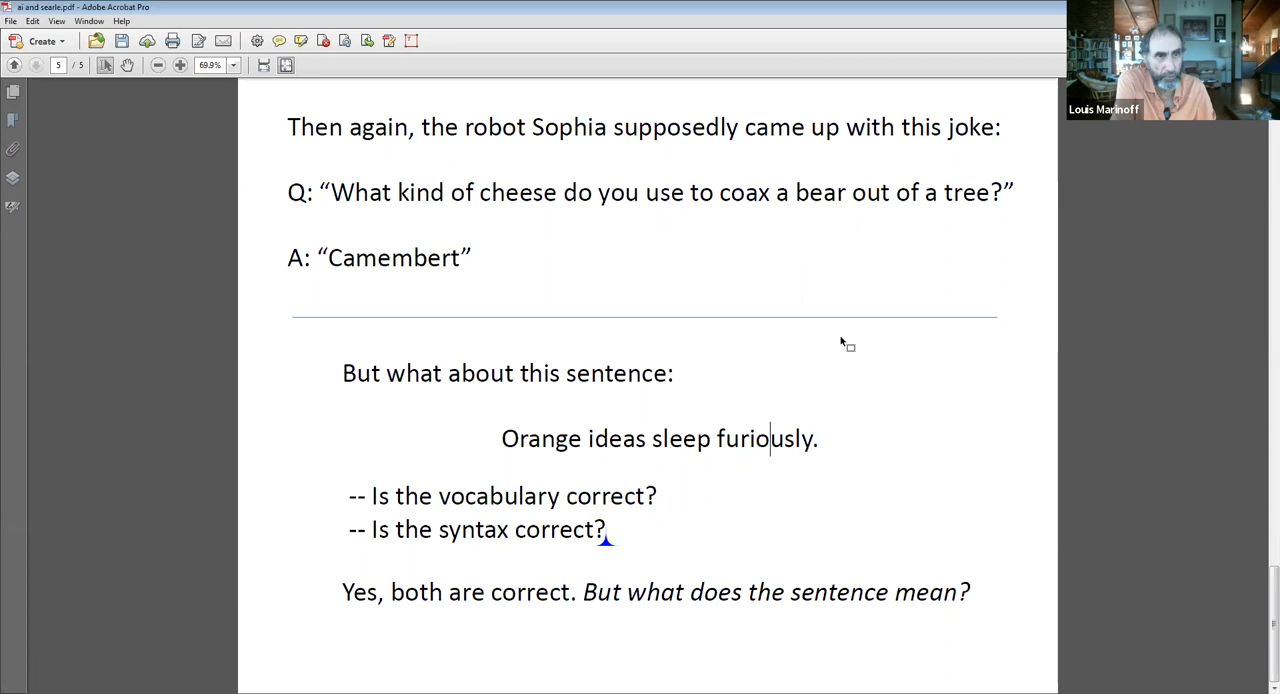 ai and searle.pdf - Adobe Acrobat Pro
File Edit View Window Help
Create
5 / 5 69.9%
Louis Marinoff
Then again, the robot Sophia supposedly came up with this joke:
Q: “What kind of cheese do you use to coax a bear out of a tree?”
A: “Camembert”
But what about this sentence:
Orange ideas sleep furiously.
-- Is the vocabulary correct?
-- Is the syntax correct?
Yes, both are correct. But what does the sentence mean?